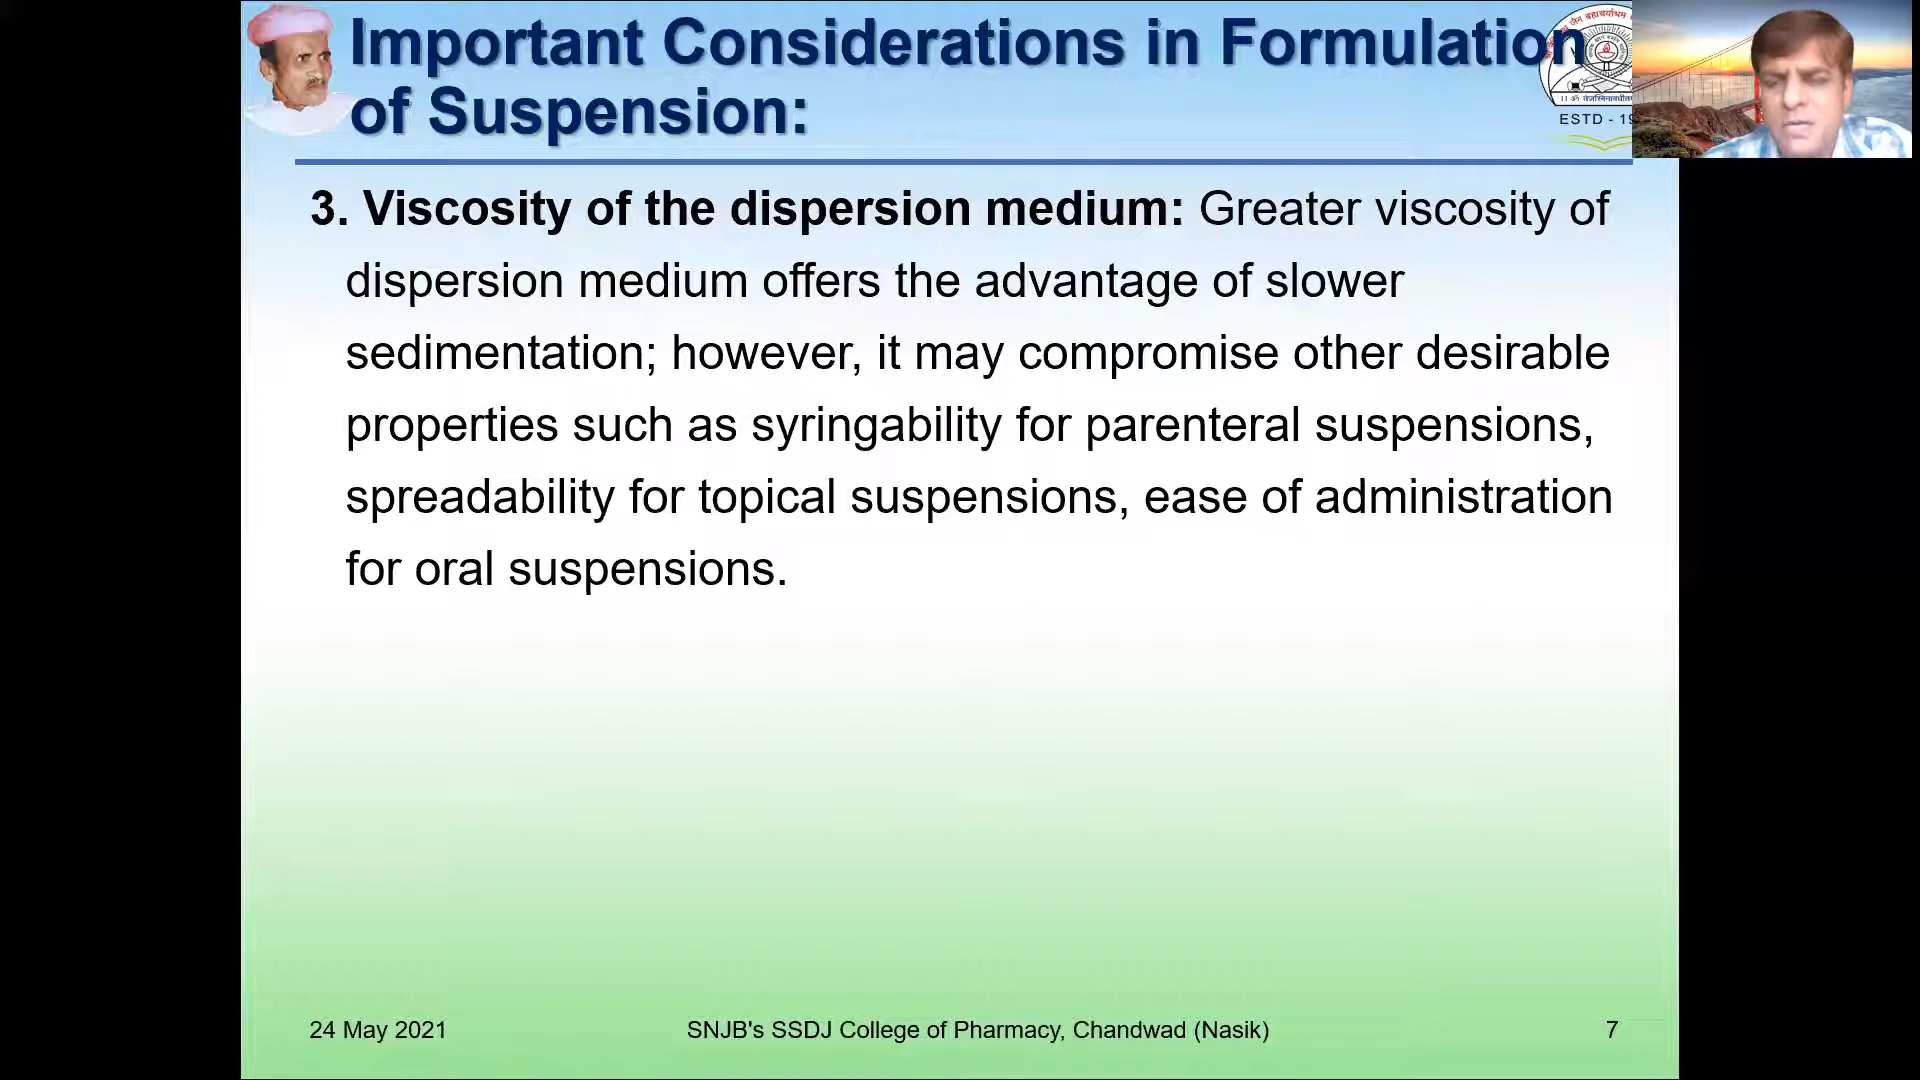 Important Considerations in Formulation
of Suspension:
ESTD - 19
3. Viscosity of the dispersion medium: Greater viscosity of
dispersion medium offers the advantage of slower
sedimentation; however, it may compromise other desirable
properties such as syringability for parenteral suspensions,
spreadability for topical suspensions, ease of administration
for oral suspensions.
24 May 2021
SNJB's SSDJ College of Pharmacy, Chandwad (Nasik)
7